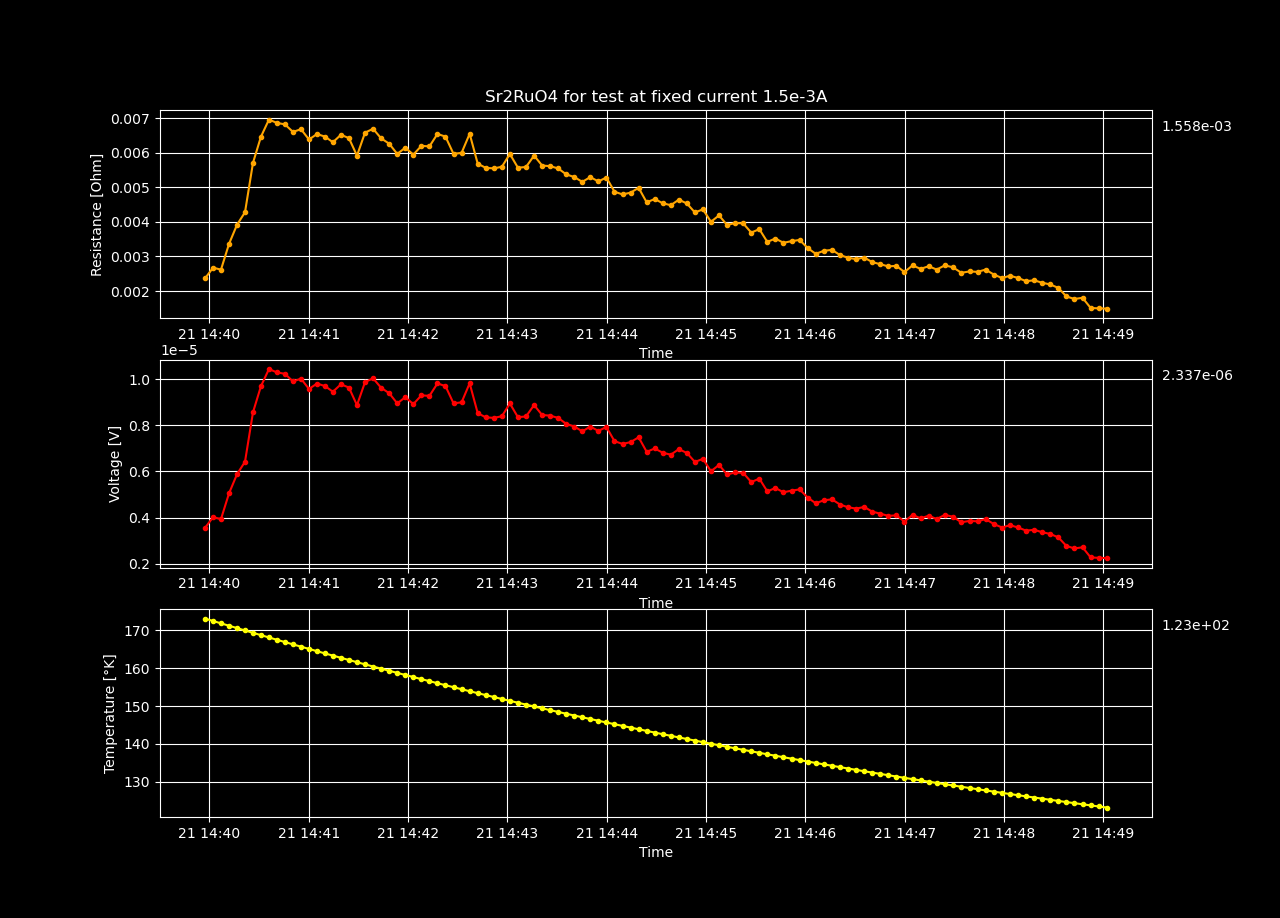 Sr2RuO4 for test at fixed current 1.5e-3A
Resistance [Ohm]
0.007
0.006
0.005
0.004
0.003
0.002
1.558e-03
21 14:40 21 14:41 21 14:42 21 14:43 21 14:44 21 14:45 21 14:46 21 14:47 21 14:48 21 14:49
Time
1e−5
Voltage [V]
1.0
0.8
0.6
0.4
0.2
2.337e-06
21 14:40 21 14:41 21 14:42 21 14:43 21 14:44 21 14:45 21 14:46 21 14:47 21 14:48 21 14:49
Time
Temperature [°K]
170
160
150
140
130
1.23e+02
21 14:40 21 14:41 21 14:42 21 14:43 21 14:44 21 14:45 21 14:46 21 14:47 21 14:48 21 14:49
Time